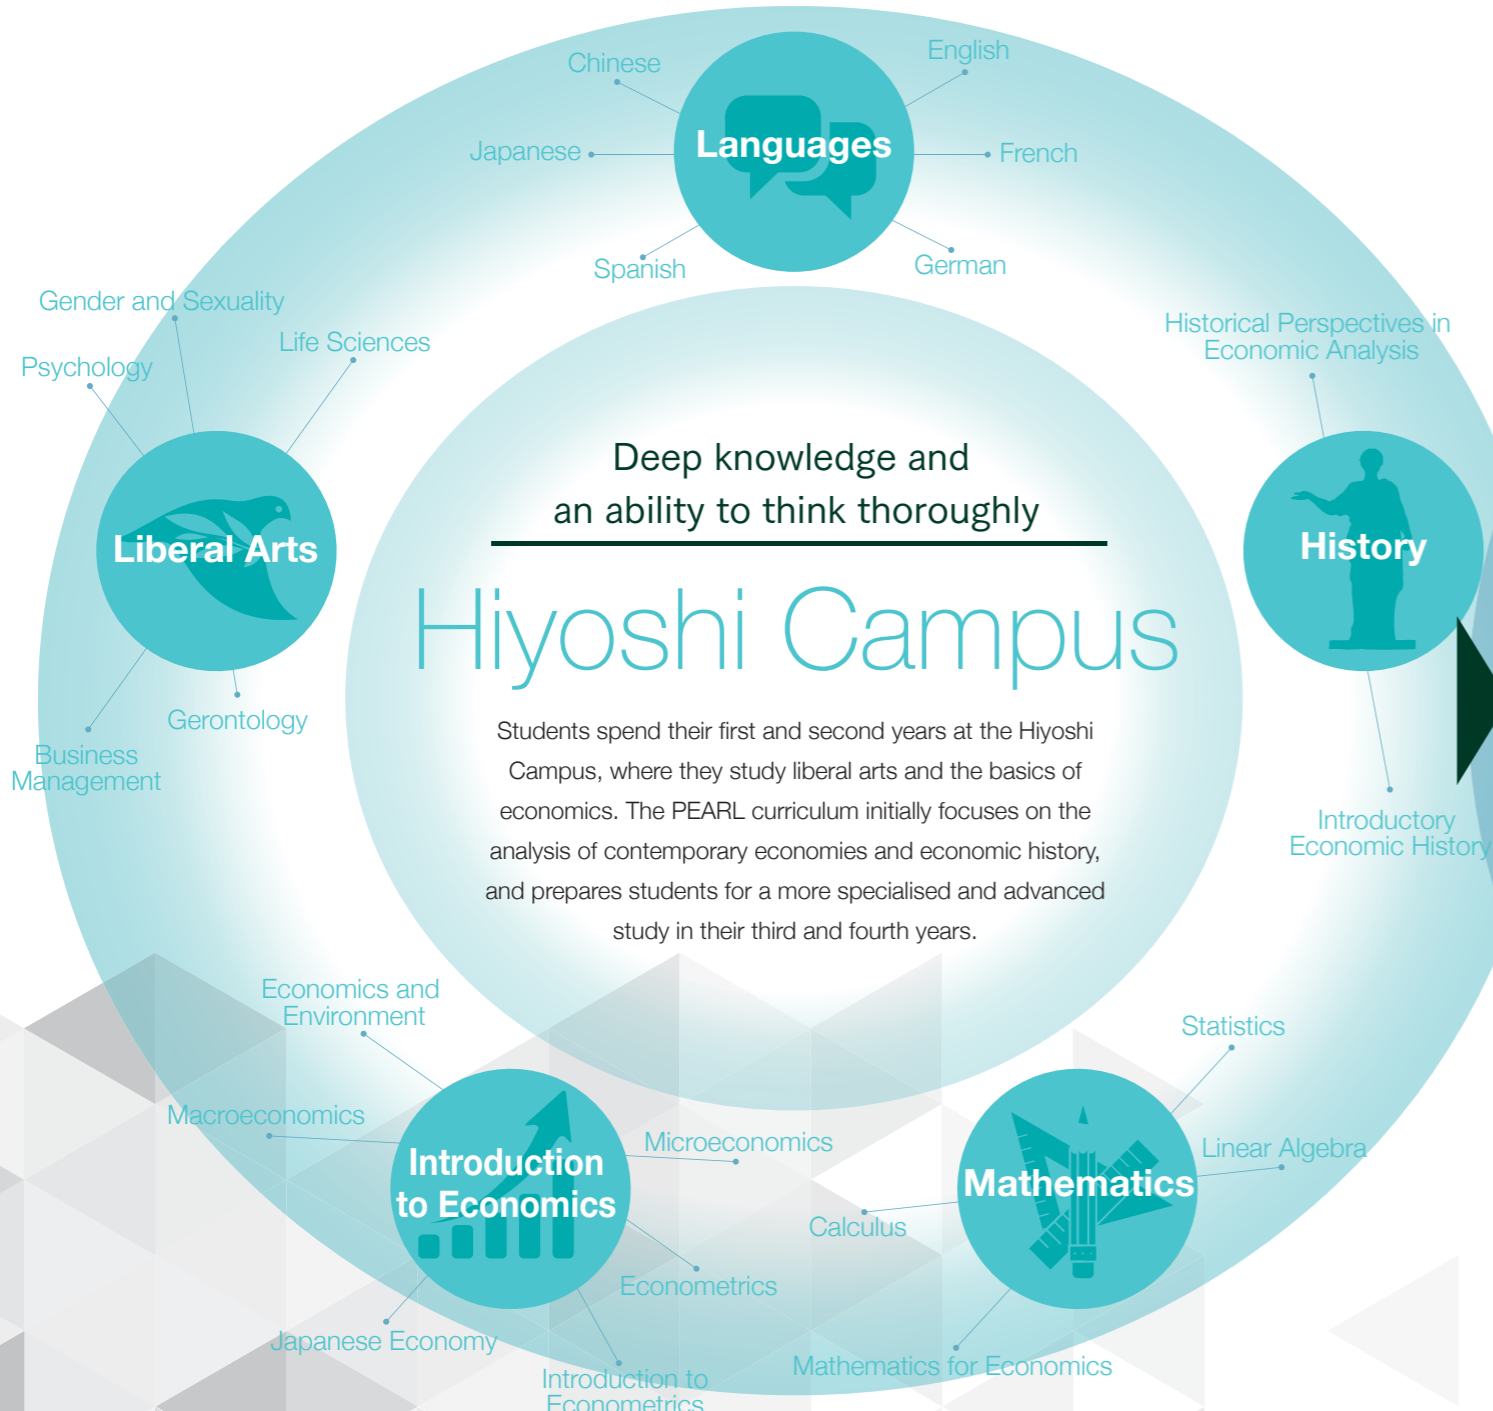 Chinese
English
Japanese
Languages
French
Spanish
German
Gender and Sexuality
Life Sciences
Psychology
Liberal Arts
Gerontology
Business
Management
Historical Perspectives in
Economic Analysis
History
Introductory
Economic History
Deep knowledge and
an ability to think thoroughly
Hiyoshi Campus
Students spend their first and second years at the Hiyoshi
Campus, where they study liberal arts and the basics of
economics. The PEARL curriculum initially focuses on the
analysis of contemporary economies and economic history,
and prepares students for a more specialised and advanced
study in their third and fourth years.
Economics and
Environment
Macroeconomics
Microeconomics
Introduction
to Economics
Econometrics
Japanese Economy
Introduction to
Econometrics
Statistics
Linear Algebra
Mathematics
Calculus
Mathematics for Economics